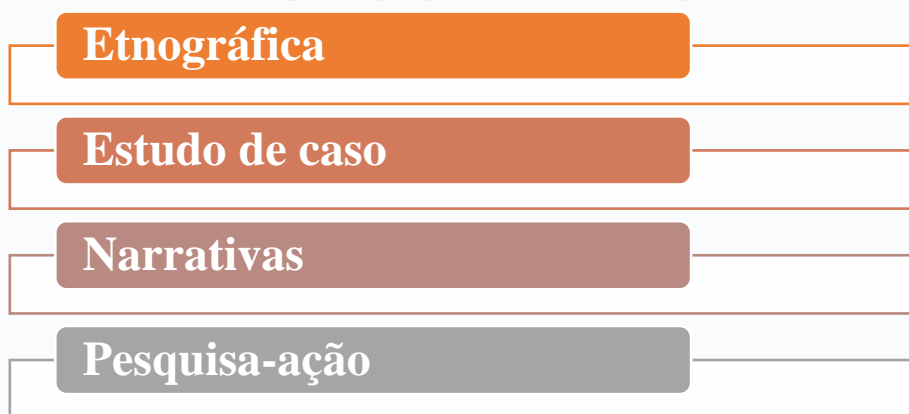 Etnográfica
Estudo de caso
Narrativas
Pesquisa-ação